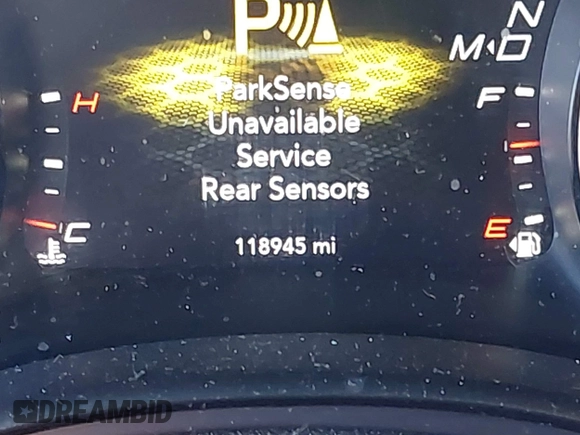 P
N
M D
ParkSense
Unavailable
Service
Rear Sensors
118945 mi
H
C
F
E
DREAMBID